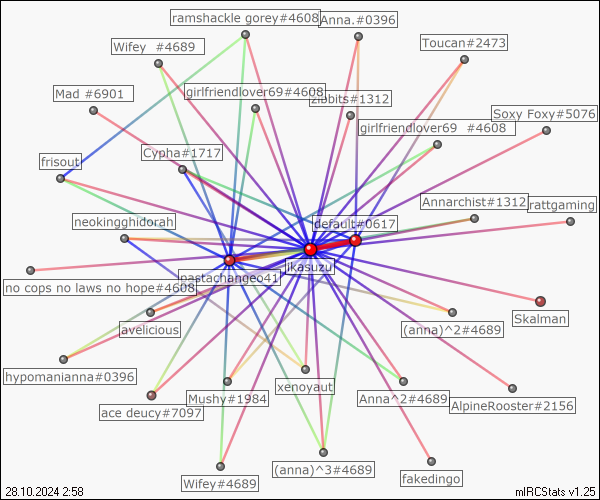 ramshackle gorey#4608
Anna.#0396
Wifey #4689
Toucan#2473
Mad #6901
girlfriendlover69#4608
zibbits#1312
Soxy Foxy#5076
girlfriendlover69 #4608
frisout
Cypha#1717
Annarchist#1312
rattgaming
neokingghidorah
default#0617
jikasuzu
pastachangeo41
no cops no laws no hope#4608
Skalman
avelicious
(anna)^2#4689
hypomanianna#0396
xenoyaut
ace deucy#7097
Mushy#1984
Anna^2#4689
AlpineRooster#2156
(anna)^3#4689
fakedingo
Wifey#4689
28.10.2024 2:58
mIRCStats v1.25